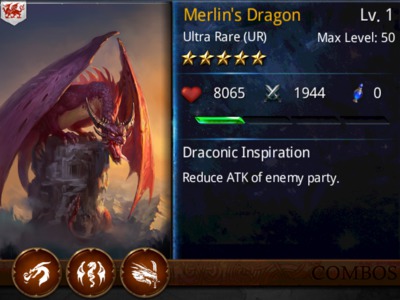 Merlin's Dragon Lv. 1
Ultra Rare (UR) Max Level: 50
8065 1944 0
Draconic Inspiration
Reduce ATK of enemy party.
COMBOS